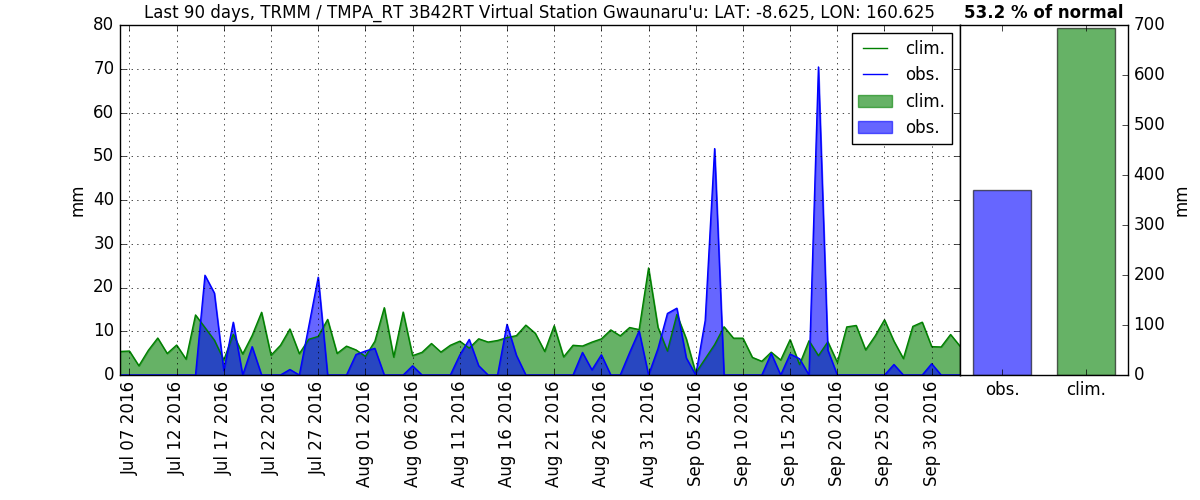 Last 90 days, TRMM / TMPA_RT 3B42RT Virtual Station Gwaunaru'u: LAT: -8.625, LON: 160.625
53.2 % of normal
80
70
60
50
40
30
20
10
0
mm
clim.
obs.
clim.
obs.
Jul 07 2016
Jul 12 2016
Jul 17 2016
Jul 22 2016
Jul 27 2016
Aug 01 2016
Aug 06 2016
Aug 11 2016
Aug 16 2016
Aug 21 2016
Aug 26 2016
Aug 31 2016
Sep 05 2016
Sep 10 2016
Sep 15 2016
Sep 20 2016
Sep 25 2016
Sep 30 2016
700
600
500
400
300
200
100
0
mm
obs.
clim.